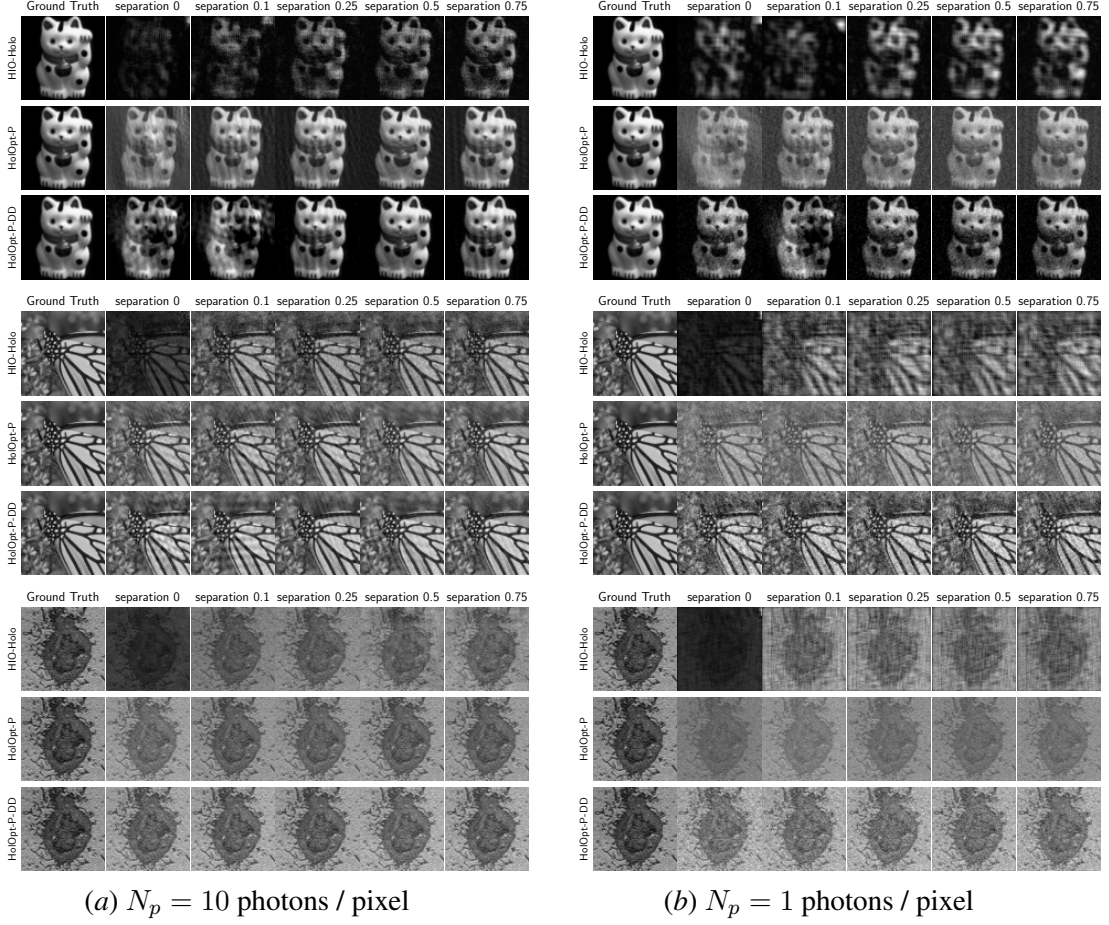 Ground Truth separation 0 separation 0.1 separation 0.25 separation 0.5 separation 0.75
HIO-Holo
HolOpt-P
HolOpt-P-DD
Ground Truth separation 0 separation 0.1 separation 0.25 separation 0.5 separation 0.75
HIO-Holo
HolOpt-P
HolOpt-P-DD
Ground Truth separation 0 separation 0.1 separation 0.25 separation 0.5 separation 0.75
HIO-Holo
HolOpt-P
HolOpt-P-DD
(a) N_p = 10 photons / pixel
Ground Truth separation 0 separation 0.1 separation 0.25 separation 0.5 separation 0.75
HIO-Holo
HolOpt-P
HolOpt-P-DD
Ground Truth separation 0 separation 0.1 separation 0.25 separation 0.5 separation 0.75
HIO-Holo
HolOpt-P
HolOpt-P-DD
Ground Truth separation 0 separation 0.1 separation 0.25 separation 0.5 separation 0.75
HIO-Holo
HolOpt-P
HolOpt-P-DD
(b) N_p = 1 photons / pixel